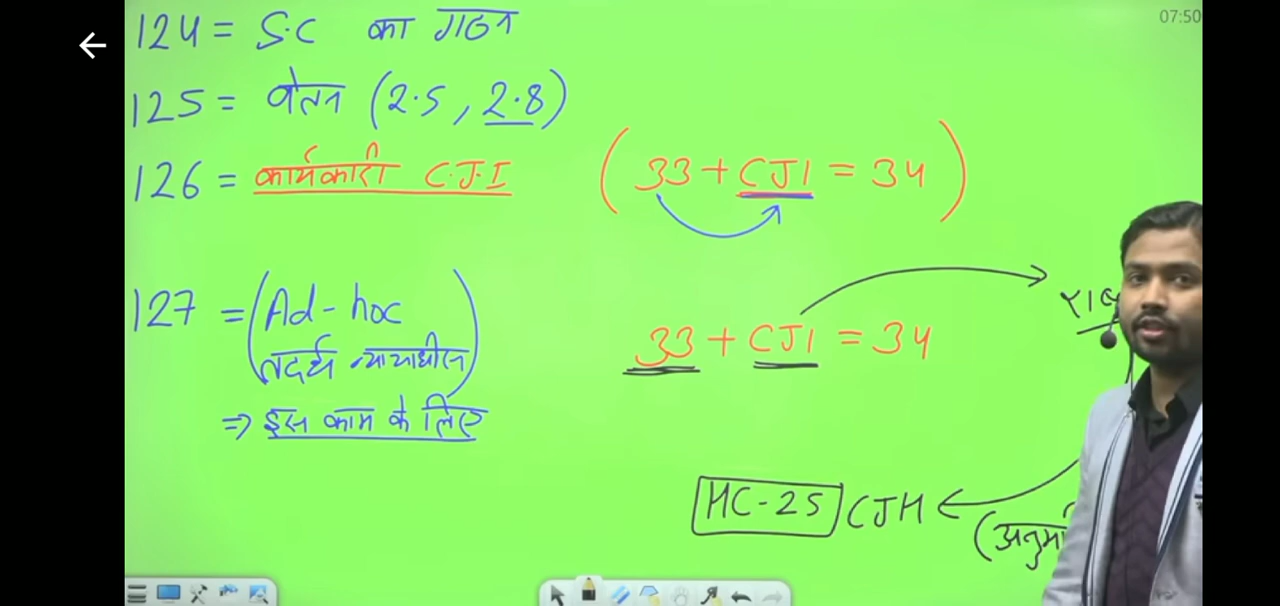 07:50
124 = S.C का गठन
125 = वेतन (2.5, 2.8)
126 = कार्यकारी C.J.I
(33 + CJI = 34)
127 = (Ad-hoc
तदर्थ न्यायाधीश)
⇒ इस काम के लिए
33 + CJI = 34
HC-25 CJH